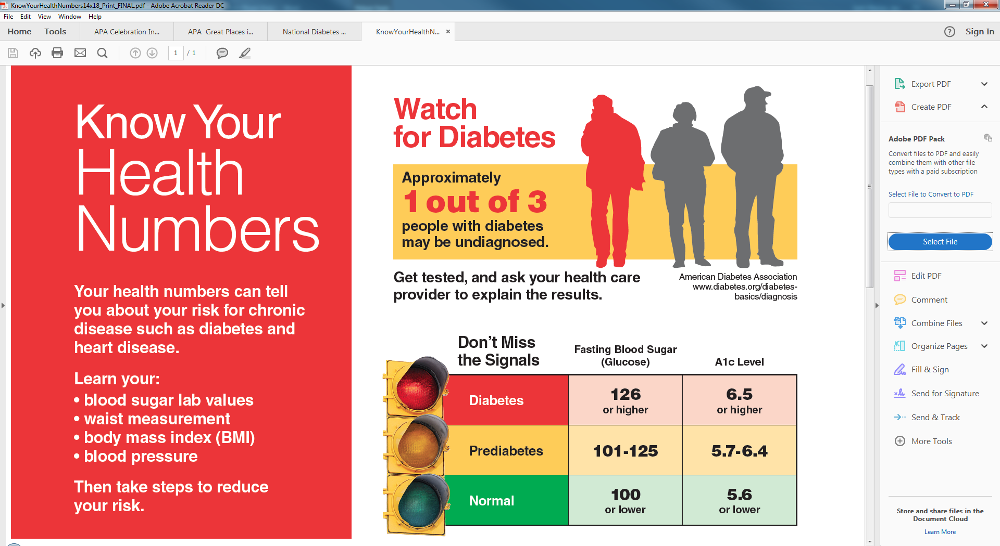 KnowYourHealthNumbers14x18_Print_FINAL.pdf - Adobe Acrobat Reader DC
File Edit View Window Help
Home Tools APA Celebration In... APA Great Places i... National Diabetes ... KnowYourHealthN... × Sign In
1 / 1
Know Your
Health
Numbers
Your health numbers can tell
you about your risk for chronic
disease such as diabetes and
heart disease.
Learn your:
• blood sugar lab values
• waist measurement
• body mass index (BMI)
• blood pressure
Then take steps to reduce
your risk.
Watch
for Diabetes
Approximately
1 out of 3
people with diabetes
may be undiagnosed.
Get tested, and ask your health care
provider to explain the results.
American Diabetes Association
www.diabetes.org/diabetes-
basics/diagnosis
Don’t Miss
the Signals
Fasting Blood Sugar
(Glucose)
A1c Level
Diabetes
126
or higher
6.5
or higher
Prediabetes
101-125
5.7-6.4
Normal
100
or lower
5.6
or lower
Export PDF
Create PDF
Adobe PDF Pack
Convert files to PDF and easily
combine them with other file
types with a paid subscription
Select File to Convert to PDF
Select File
Edit PDF
Comment
Combine Files
Organize Pages
Fill & Sign
Send for Signature
Send & Track
More Tools
Store and share files in the
Document Cloud
Learn More